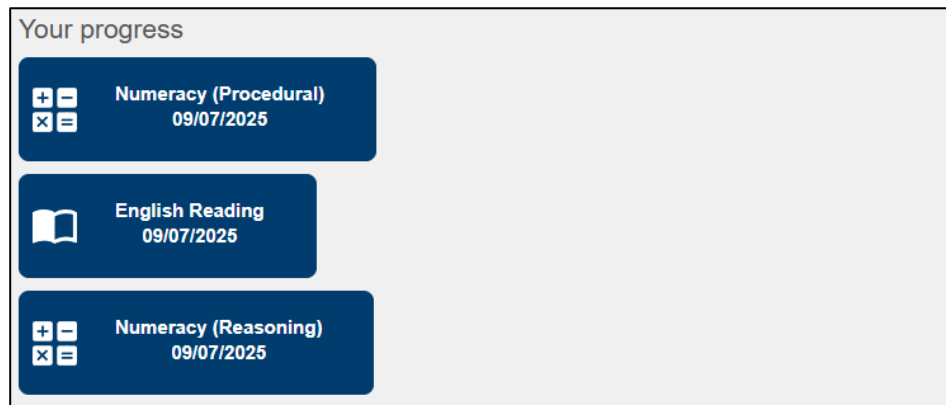 Your progress
Numeracy (Procedural)
09/07/2025
English Reading
09/07/2025
Numeracy (Reasoning)
09/07/2025